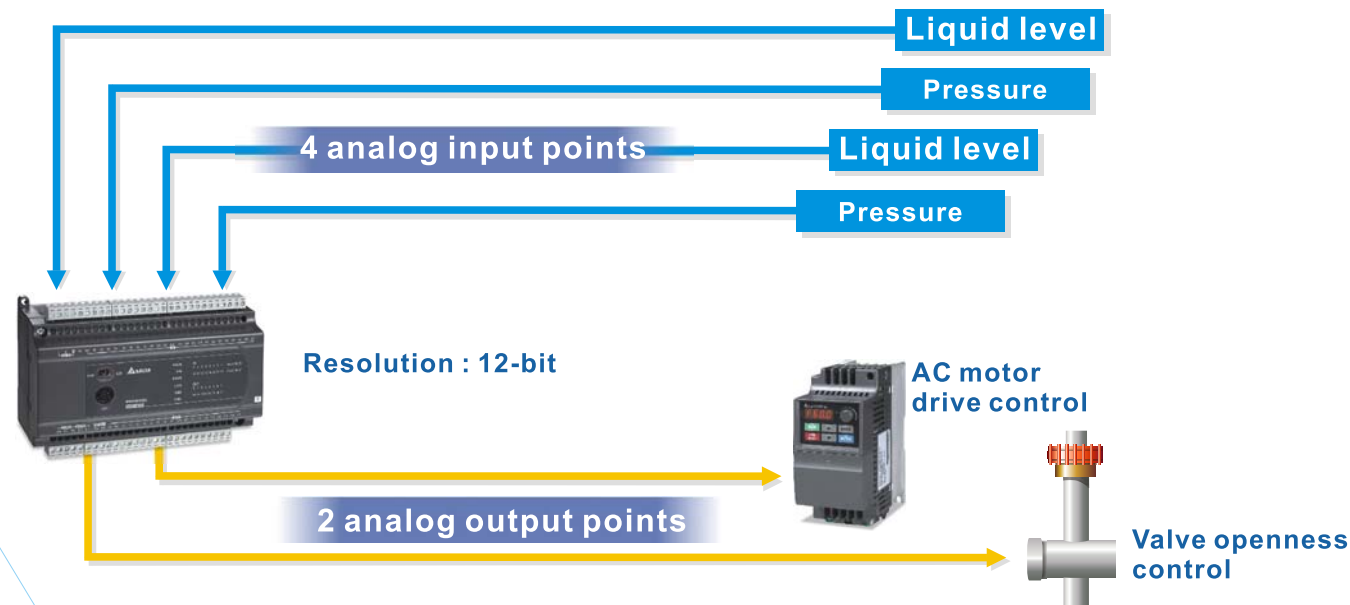 Liquid level
Pressure
4 analog input points
Liquid level
Pressure
Resolution : 12-bit
AC motor
drive control
2 analog output points
Valve openness
control